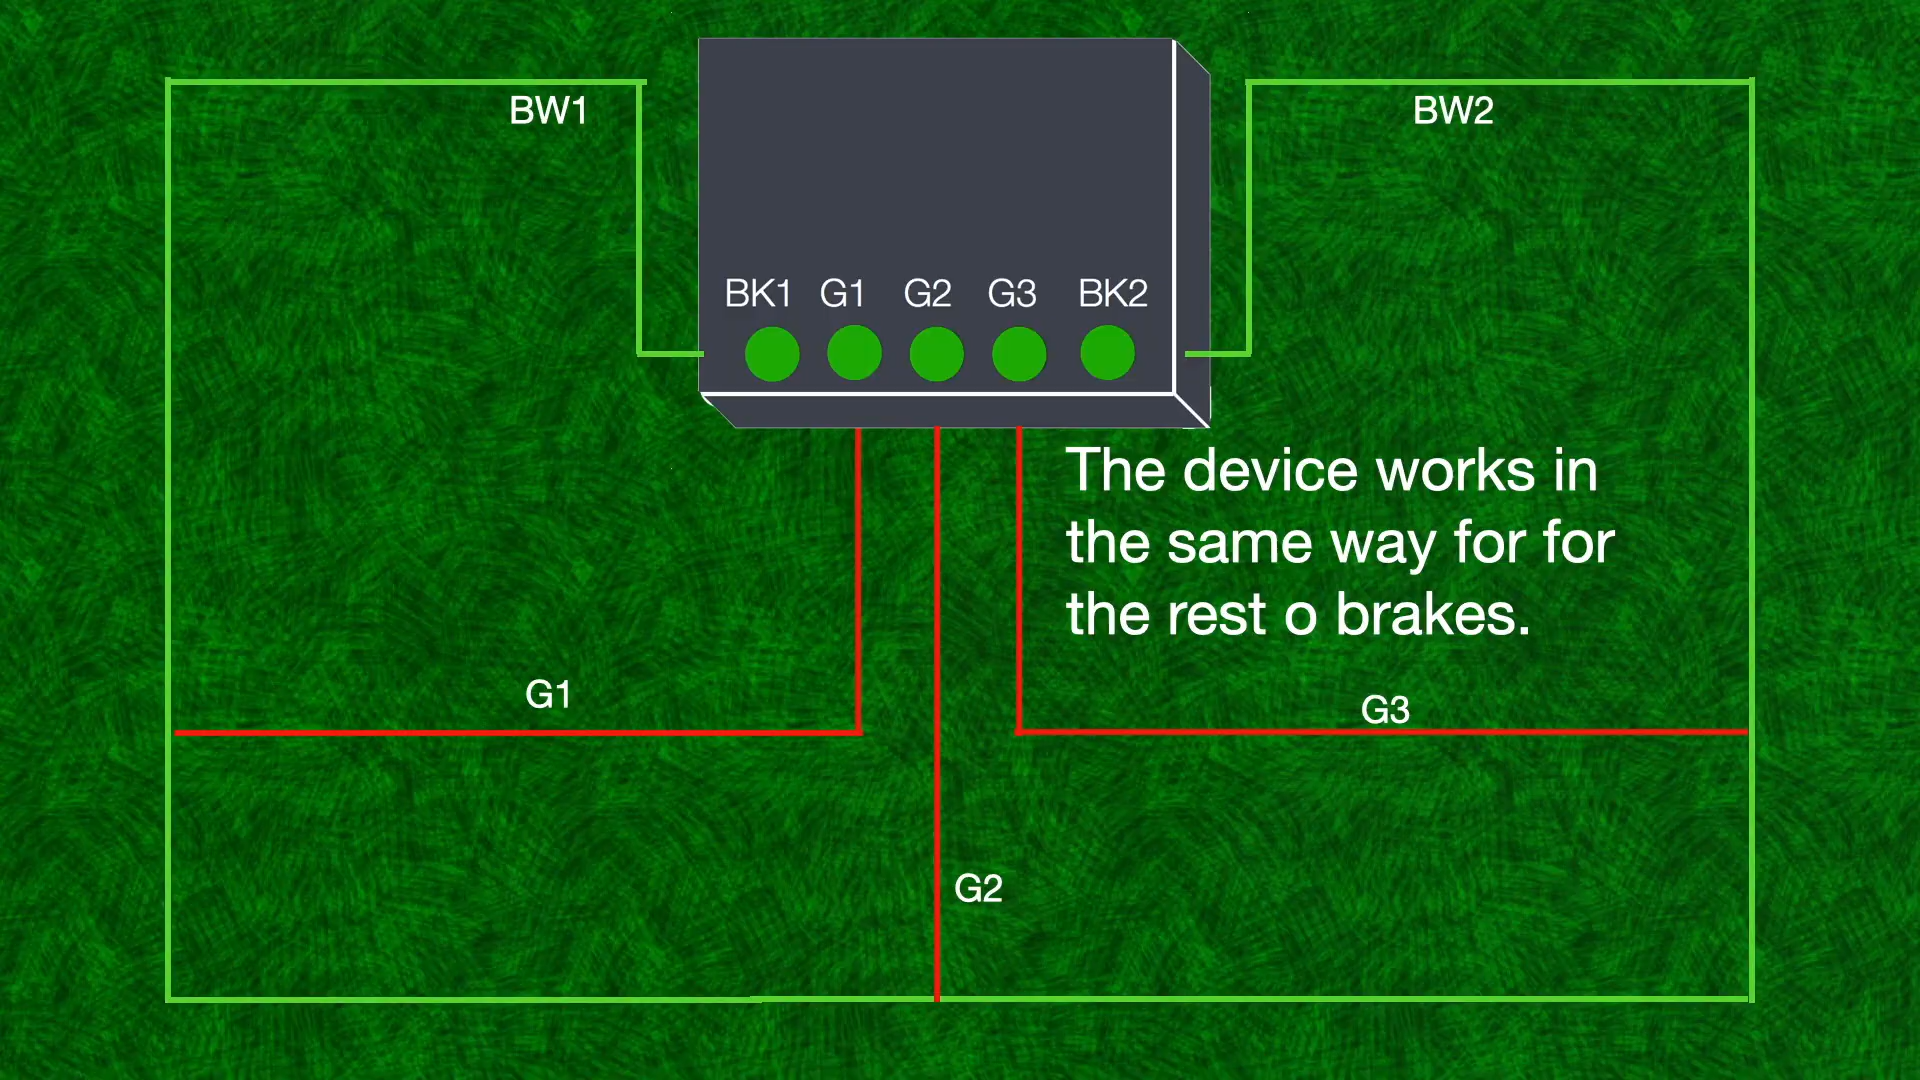 BW1
BW2
BK1 G1 G2 G3 BK2
The device works in
the same way for for
the rest o brakes.
G1
G3
G2